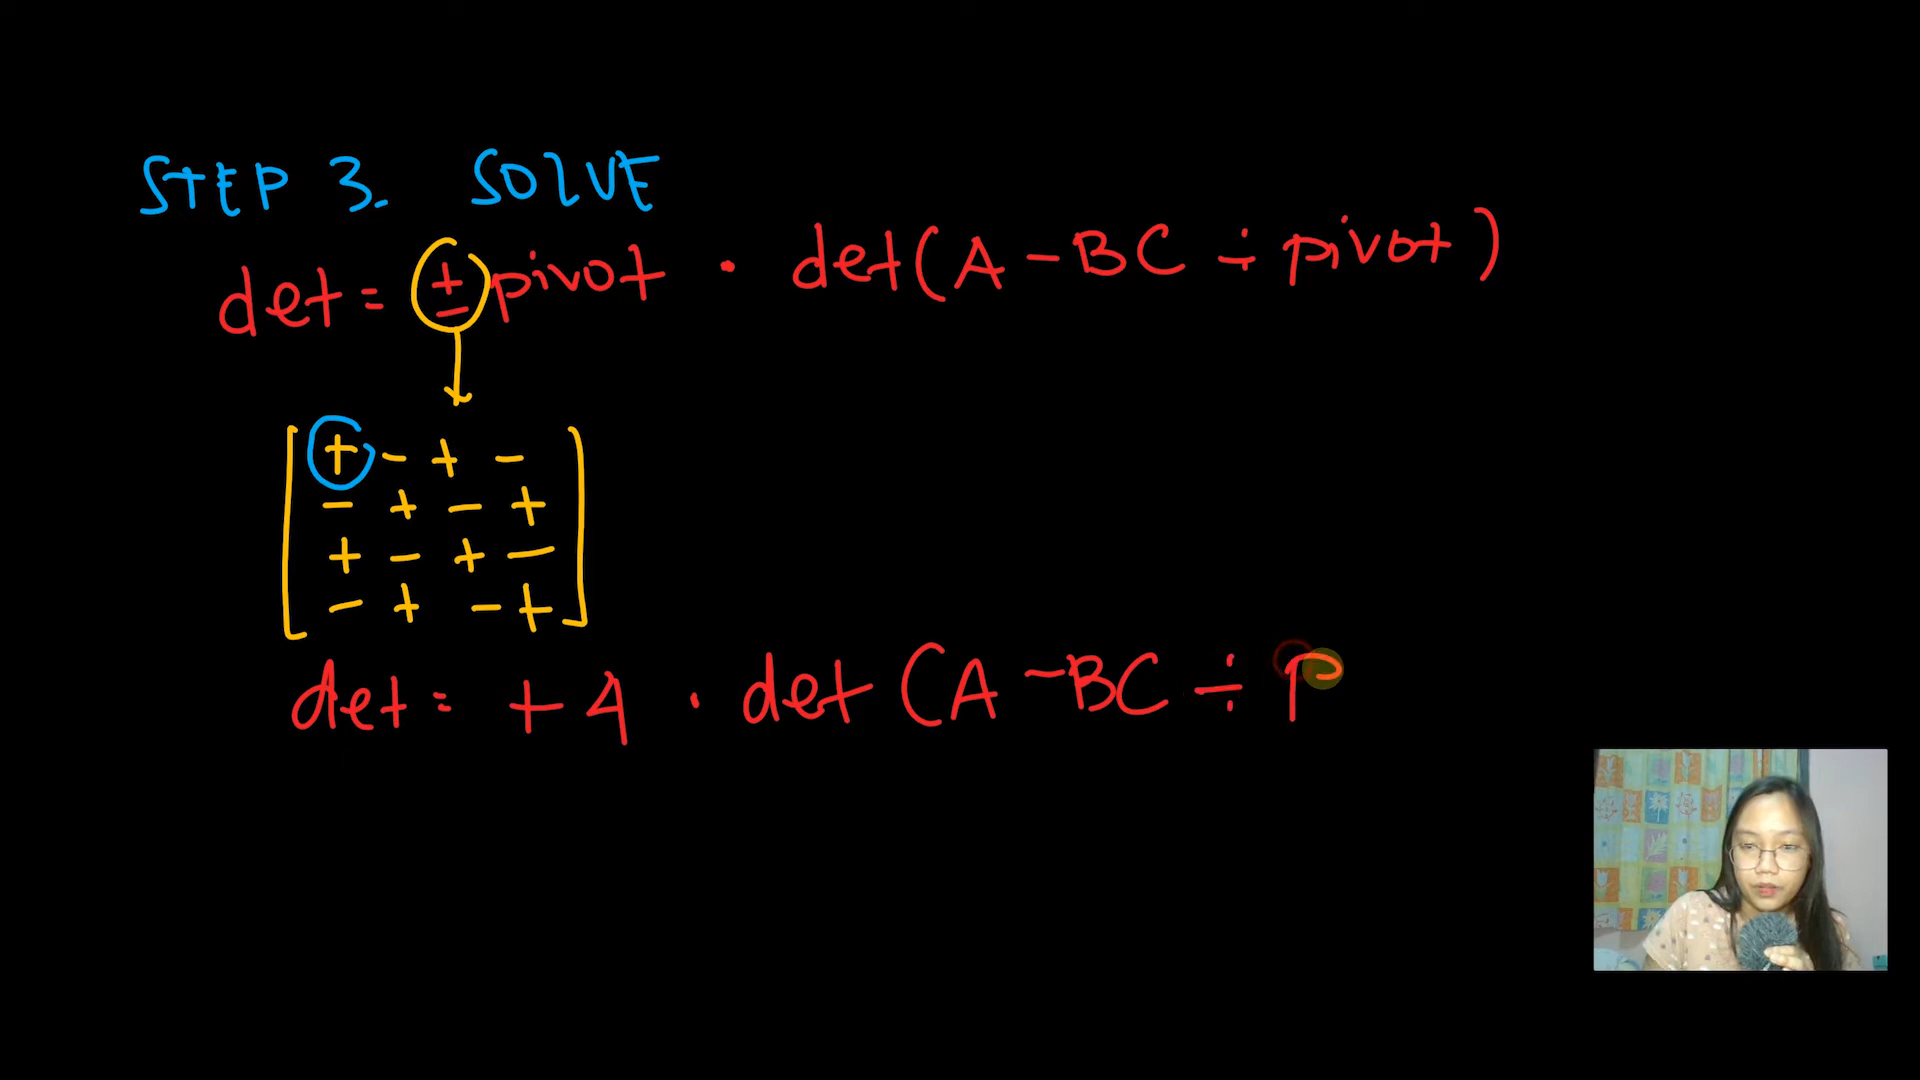 STEP 3. SOLVE
det = ± pivot · det(A - BC ÷ pivot)
[ + - + -
- + - +
+ - + -
- + - + ]
det = + 4 · det (A - BC ÷ P